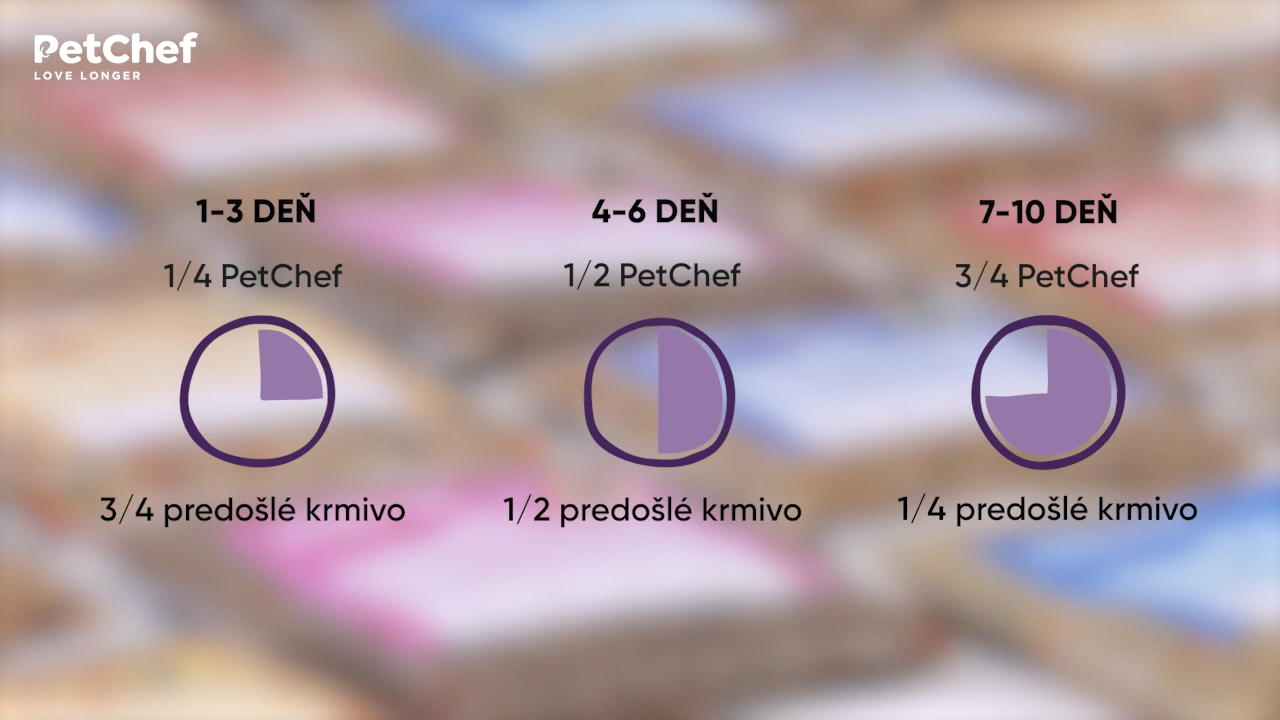 PetChef
LOVE LONGER
1-3 DEŇ
1/4 PetChef
3/4 predošlé krmivo
4-6 DEŇ
1/2 PetChef
1/2 predošlé krmivo
7-10 DEŇ
3/4 PetChef
1/4 predošlé krmivo